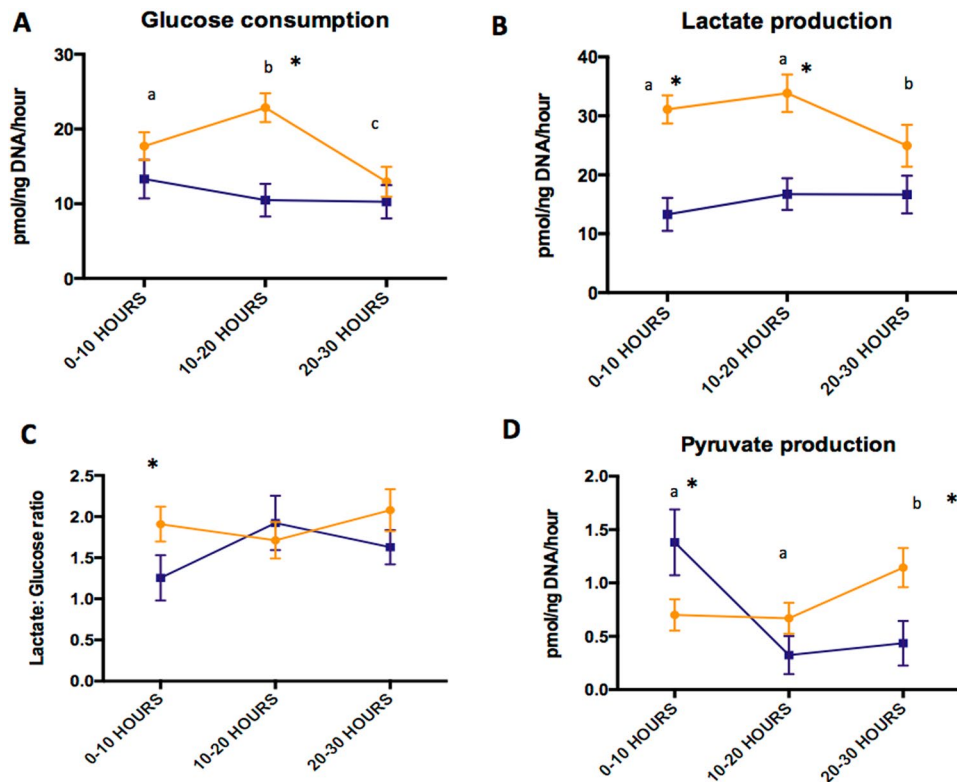 A
Glucose consumption
pmol/ng DNA/hour
30
20
10
0
a
b *
c
0-10 HOURS
10-20 HOURS
20-30 HOURS
B
Lactate production
pmol/ng DNA/hour
40
30
20
10
0
a *
a *
b
0-10 HOURS
10-20 HOURS
20-30 HOURS
C
Lactate: Glucose ratio
2.5
2.0
1.5
1.0
0.5
0.0
*
0-10 HOURS
10-20 HOURS
20-30 HOURS
D
Pyruvate production
pmol/ng DNA/hour
2.0
1.5
1.0
0.5
0.0
a *
a
b *
0-10 HOURS
10-20 HOURS
20-30 HOURS